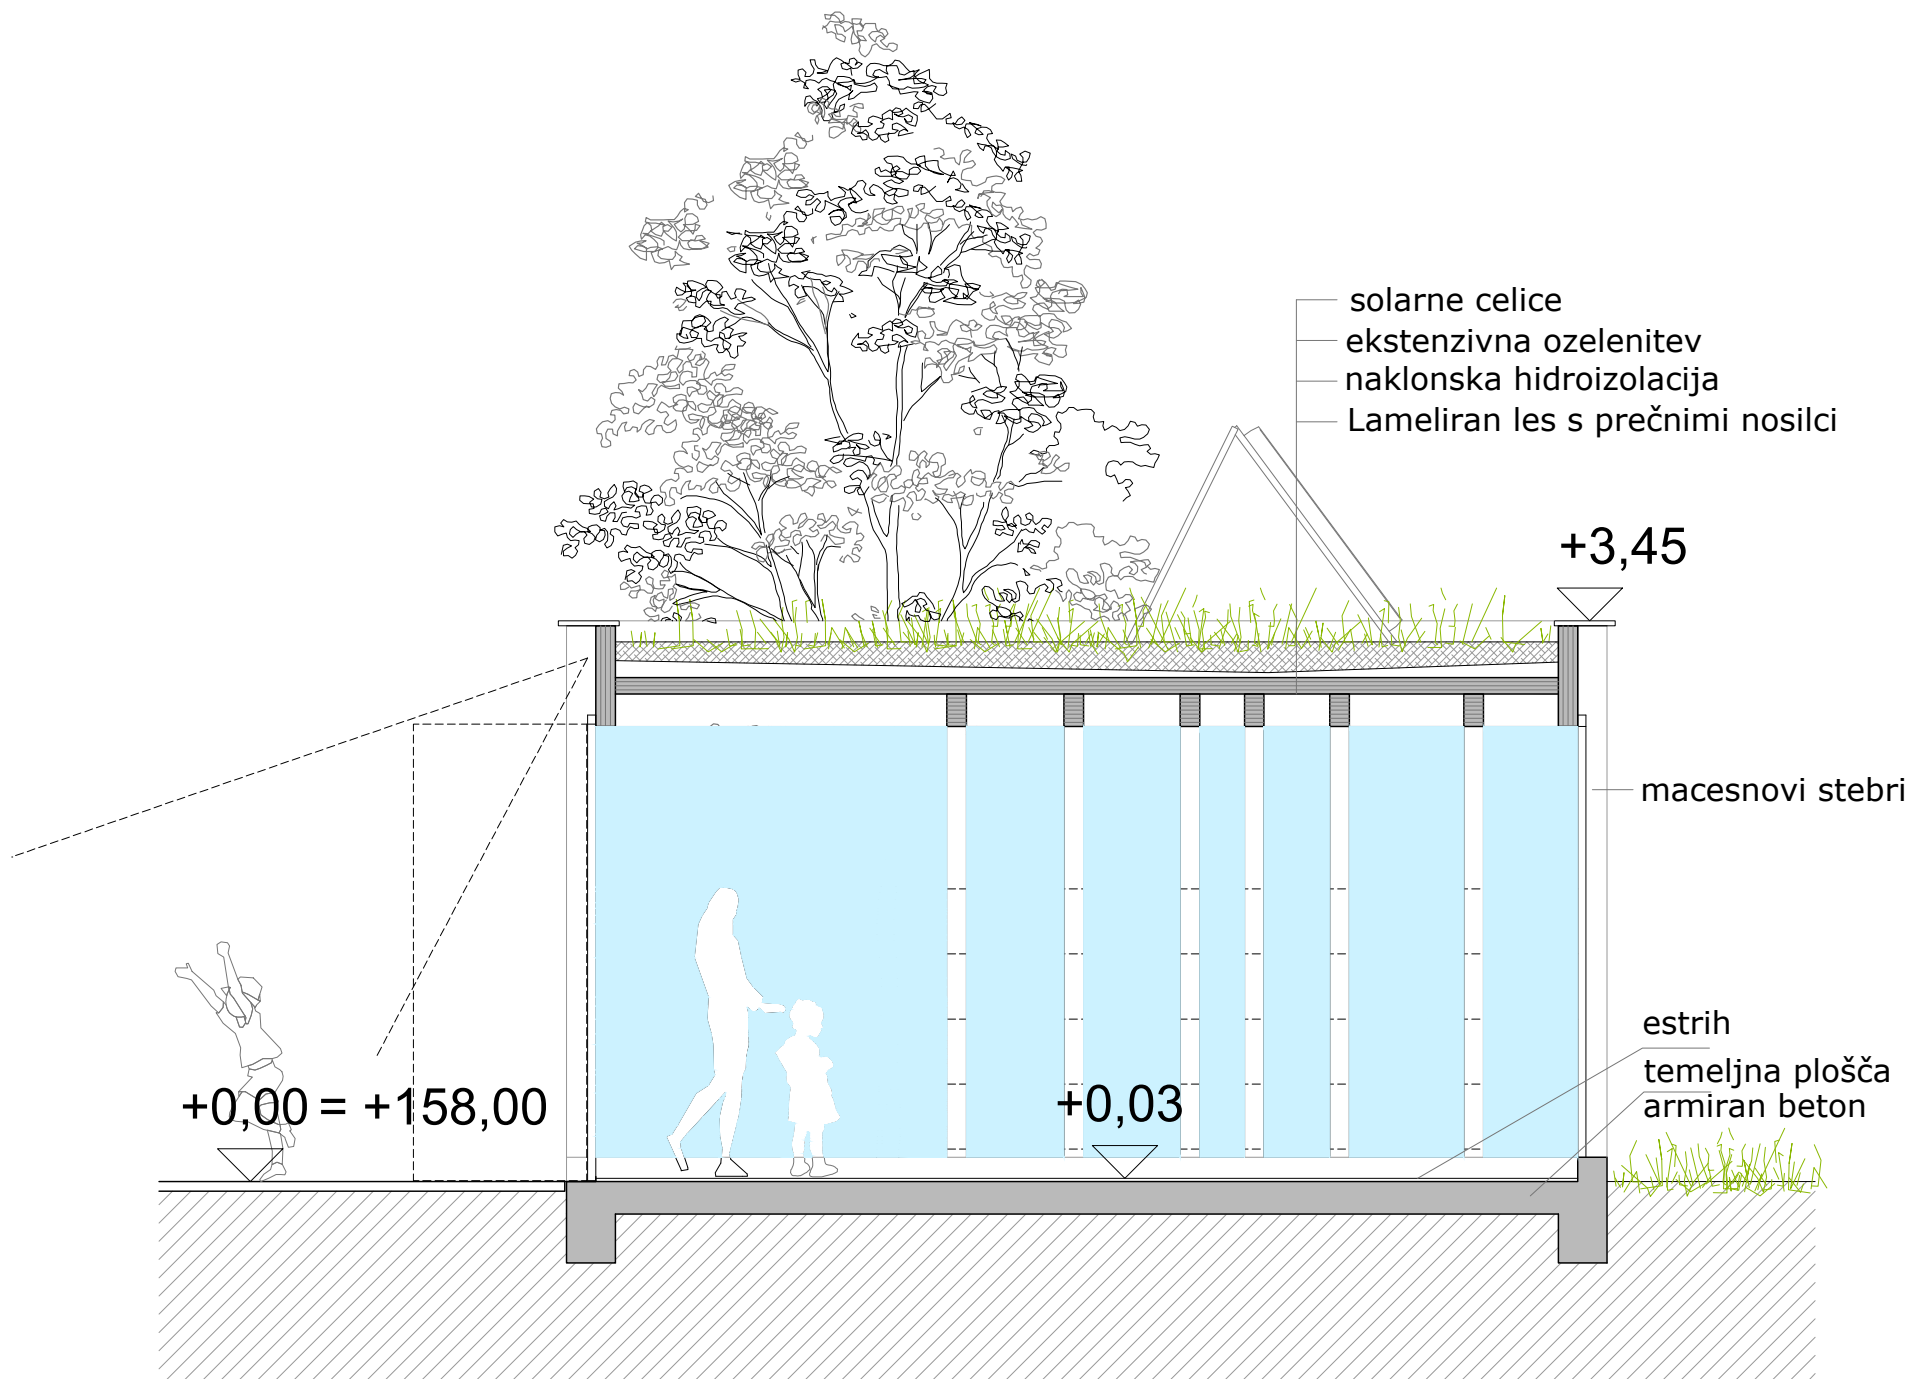 solarne celice
ekstenzivna ozelenitev
naklonska hidroizolacija
Lameliran les s prečnimi nosilci
+3,45
macesnovi stebri
estrih
temeljna plošča
armiran beton
+0,00 = +158,00
+0,03